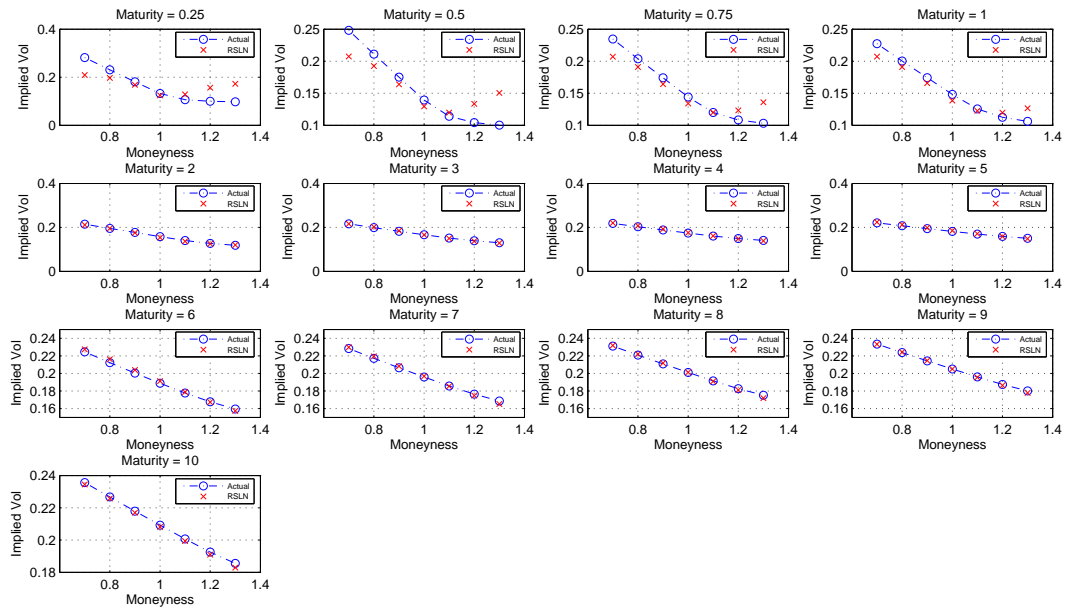 Maturity = 0.25
Maturity = 0.5
Maturity = 0.75
Maturity = 1
Implied Vol
0.4
0.2
0
0.8 1 1.2 1.4
Moneyness
Actual
RSLN
Implied Vol
0.25
0.2
0.15
0.1
0.8 1 1.2 1.4
Moneyness
Actual
RSLN
Implied Vol
0.25
0.2
0.15
0.1
0.8 1 1.2 1.4
Moneyness
Actual
RSLN
Implied Vol
0.25
0.2
0.15
0.1
0.8 1 1.2 1.4
Moneyness
Actual
RSLN
Maturity = 2
Maturity = 3
Maturity = 4
Maturity = 5
Implied Vol
0.4
0.2
0
0.8 1 1.2 1.4
Moneyness
Actual
RSLN
Implied Vol
0.4
0.2
0
0.8 1 1.2 1.4
Moneyness
Actual
RSLN
Implied Vol
0.4
0.2
0
0.8 1 1.2 1.4
Moneyness
Actual
RSLN
Implied Vol
0.4
0.2
0
0.8 1 1.2 1.4
Moneyness
Actual
RSLN
Maturity = 6
Maturity = 7
Maturity = 8
Maturity = 9
Implied Vol
0.24
0.22
0.2
0.18
0.16
0.8 1 1.2 1.4
Moneyness
Actual
RSLN
Implied Vol
0.24
0.22
0.2
0.18
0.16
0.8 1 1.2 1.4
Moneyness
Actual
RSLN
Implied Vol
0.24
0.22
0.2
0.18
0.16
0.8 1 1.2 1.4
Moneyness
Actual
RSLN
Implied Vol
0.24
0.22
0.2
0.18
0.16
0.8 1 1.2 1.4
Moneyness
Actual
RSLN
Maturity = 10
Implied Vol
0.24
0.22
0.2
0.18
0.8 1 1.2 1.4
Moneyness
Actual
RSLN